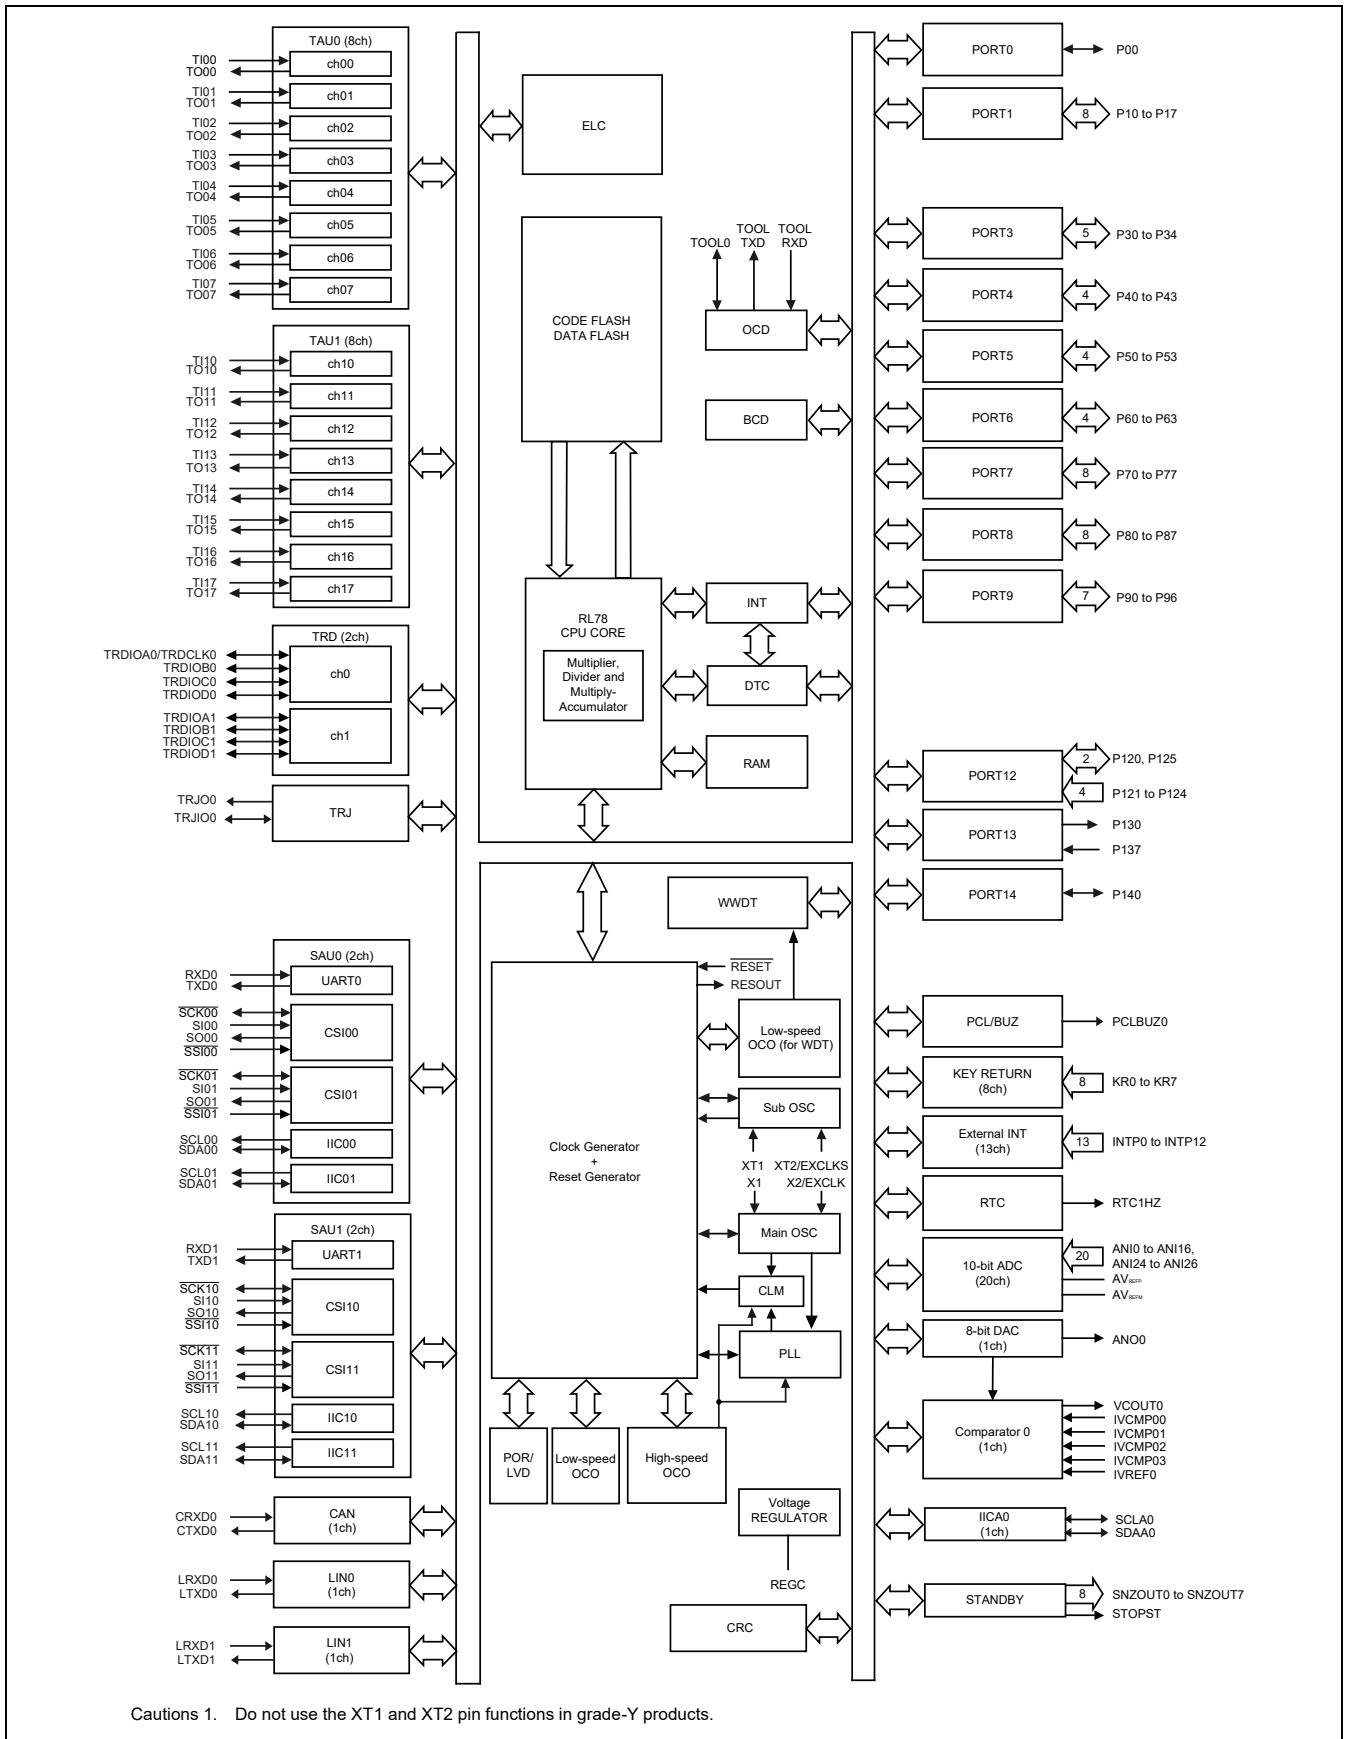 TAU0 (8ch)
TI00
TO00
ch00
TI01
TO01
ch01
TI02
TO02
ch02
TI03
TO03
ch03
TI04
TO04
ch04
TI05
TO05
ch05
TI06
TO06
ch06
TI07
TO07
ch07
TAU1 (8ch)
TI10
TO10
ch10
TI11
TO11
ch11
TI12
TO12
ch12
TI13
TO13
ch13
TI14
TO14
ch14
TI15
TO15
ch15
TI16
TO16
ch16
TI17
TO17
ch17
TRD (2ch)
TRDIOA0/TRDCLK0
TRDIOB0
TRDIOC0
TRDIOD0
ch0
TRDIOA1
TRDIOB1
TRDIOC1
TRDIOD1
ch1
TRJO0
TRJIO0
TRJ
SAU0 (2ch)
RXD0
TXD0
UART0
SCK00
SI00
SO00
SSI00
CSI00
SCK01
SI01
SO01
SSI01
CSI01
SCL00
SDA00
IIC00
SCL01
SDA01
IIC01
SAU1 (2ch)
RXD1
TXD1
UART1
SCK10
SI10
SO10
SSI10
CSI10
SCK11
SI11
SO11
SSI11
CSI11
SCL10
SDA10
IIC10
SCL11
SDA11
IIC11
CRXD0
CTXD0
CAN
(1ch)
LRXD0
LTXD0
LIN0
(1ch)
LRXD1
LTXD1
LIN1
(1ch)
ELC
CODE FLASH
DATA FLASH
TOOL0
TOOL
TXD
TOOL
RXD
OCD
BCD
RL78
CPU CORE
Multiplier,
Divider and
Multiply-
Accumulator
INT
DTC
RAM
WWDT
RESET
RESOUT
Low-speed
OCO (for WDT)
Clock Generator
+
Reset Generator
Sub OSC
XT1
XT2/EXCLKS
X1
X2/EXCLK
Main OSC
CLM
PLL
POR/
LVD
Low-speed
OCO
High-speed
OCO
Voltage
REGULATOR
REGC
CRC
PORT0
P00
PORT1
8
P10 to P17
PORT3
5
P30 to P34
PORT4
4
P40 to P43
PORT5
4
P50 to P53
PORT6
4
P60 to P63
PORT7
8
P70 to P77
PORT8
8
P80 to P87
PORT9
7
P90 to P96
PORT12
2
P120, P125
4
P121 to P124
PORT13
P130
P137
PORT14
P140
PCL/BUZ
PCLBUZ0
KEY RETURN
(8ch)
8
KR0 to KR7
External INT
(13ch)
13
INTP0 to INTP12
RTC
RTC1HZ
10-bit ADC
(20ch)
20
ANI0 to ANI16,
ANI24 to ANI26
AVREFP
AVREFM
8-bit DAC
(1ch)
ANO0
Comparator 0
(1ch)
VCOUT0
IVCMP00
IVCMP01
IVCMP02
IVCMP03
IVREF0
IICA0
(1ch)
SCLA0
SDAA0
STANDBY
8
SNZOUT0 to SNZOUT7
STOPST
Cautions 1. Do not use the XT1 and XT2 pin functions in grade-Y products.